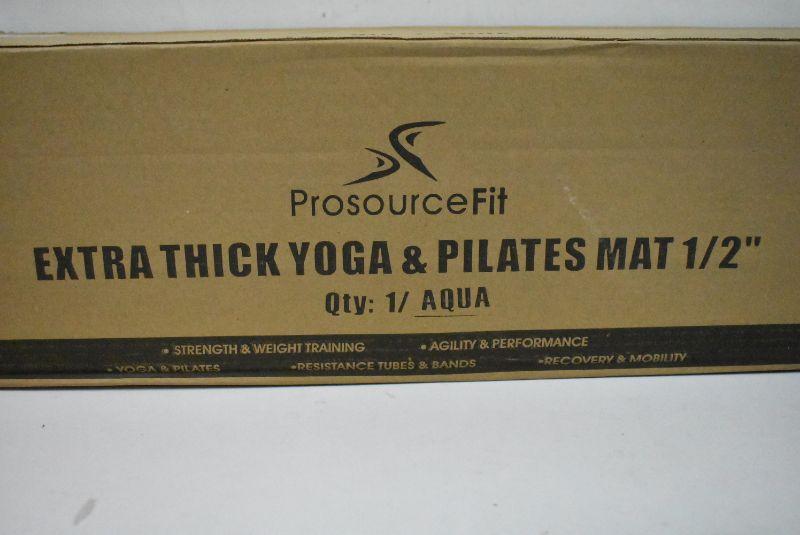 ProsourceFit
EXTRA THICK YOGA & PILATES MAT 1/2"
Qty: 1/ AQUA
• STRENGTH & WEIGHT TRAINING • AGILITY & PERFORMANCE
• YOGA & PILATES •RESISTANCE TUBES & BANDS •RECOVERY & MOBILITY